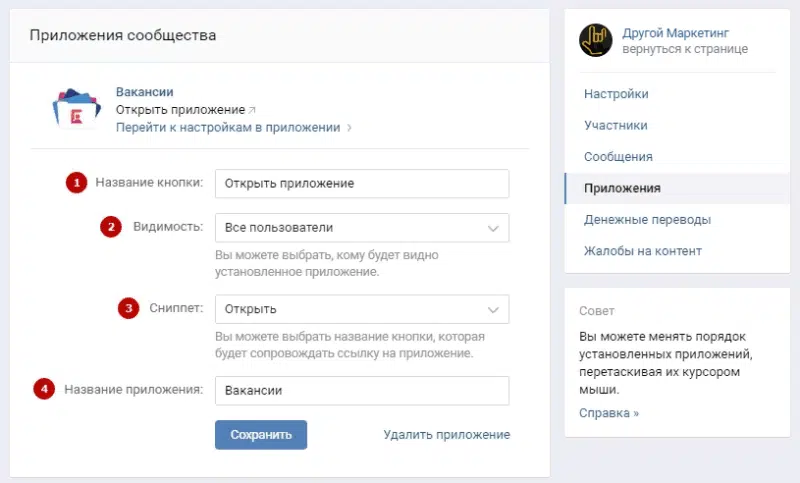 Приложения сообщества
Вакансии
Открыть приложение
Перейти к настройкам в приложении
1 Название кнопки: Открыть приложение
2 Видимость: Все пользователи
Вы можете выбрать, кому будет видно
установленное приложение.
3 Сниппет: Открыть
Вы можете выбрать название кнопки, которая
будет сопровождать ссылку на приложение.
4 Название приложения: Вакансии
Сохранить Удалить приложение
Другой Маркетинг
вернуться к странице
Настройки
Участники
Сообщения
Приложения
Денежные переводы
Жалобы на контент
Совет
Вы можете менять порядок
установленных приложений,
перетаскивая их курсором
мыши.
Справка »